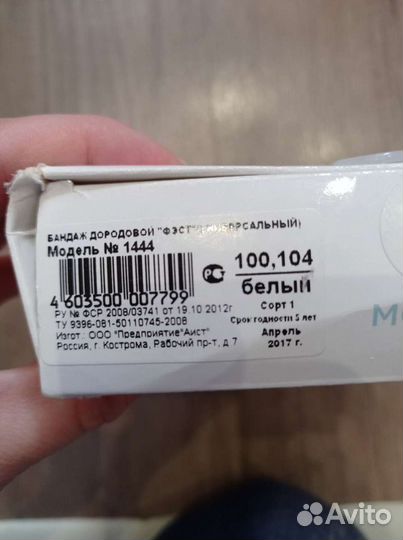 БАНДАЖ ДОРОДОВОЙ "ФЭСТ" (УНИВЕРСАЛЬНЫЙ)
Модель № 1444
100,104
белый
4 603500 007799
Сорт 1
РУ № ФСР 2008/03741 от 19.10.2012г
Срок годности 5 лет
ТУ 9396-081-50110745-2008
Апрель
Изгот.: ООО "Предприятие"Аист"
2017 г.
Россия, г. Кострома, Рабочий пр-т, д.7
Avito